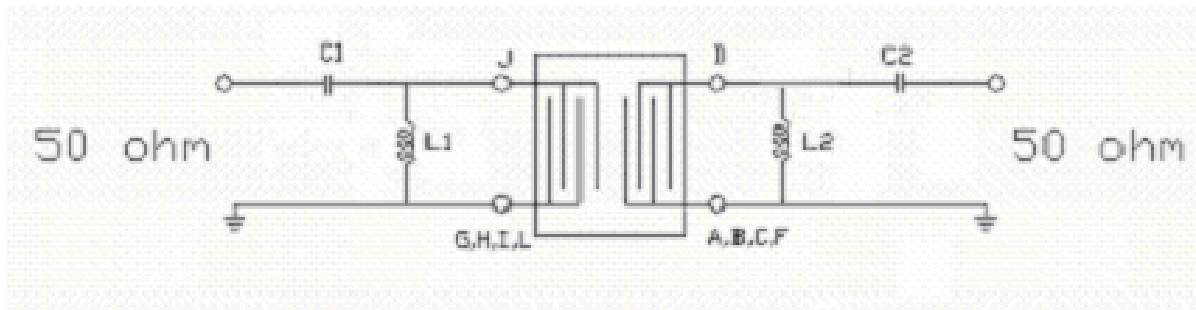 C1
J
D
C2
50 ohm
L1
L2
50 ohm
G,H,I,L
A,B,C,F